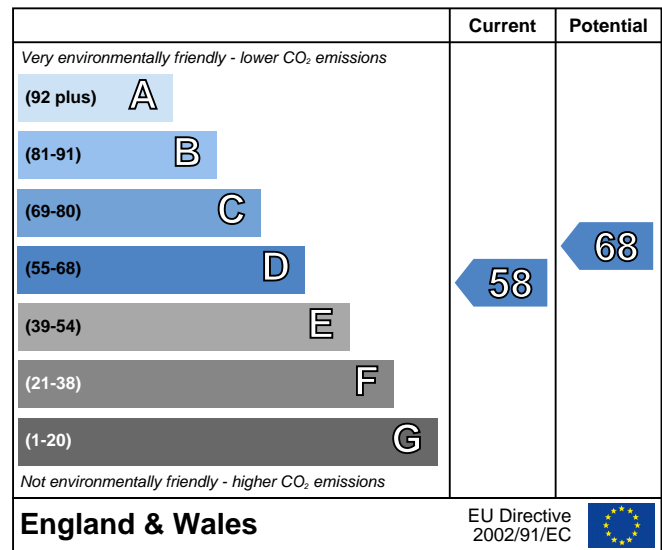 Current Potential
Very environmentally friendly - lower CO₂ emissions
(92 plus) A
(81-91) B
(69-80) C
(55-68) D
(39-54) E
(21-38) F
(1-20) G
58
68
Not environmentally friendly - higher CO₂ emissions
England & Wales
EU Directive
2002/91/EC